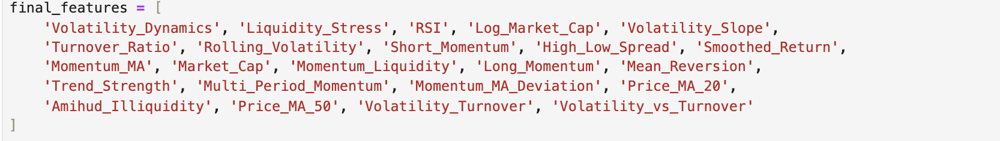 final_features = [
    'Volatility_Dynamics', 'Liquidity_Stress', 'RSI', 'Log_Market_Cap', 'Volatility_Slope',
    'Turnover_Ratio', 'Rolling_Volatility', 'Short_Momentum', 'High_Low_Spread', 'Smoothed_Return',
    'Momentum_MA', 'Market_Cap', 'Momentum_Liquidity', 'Long_Momentum', 'Mean_Reversion',
    'Trend_Strength', 'Multi_Period_Momentum', 'Momentum_MA_Deviation', 'Price_MA_20',
    'Amihud_Illiquidity', 'Price_MA_50', 'Volatility_Turnover', 'Volatility_vs_Turnover'
]